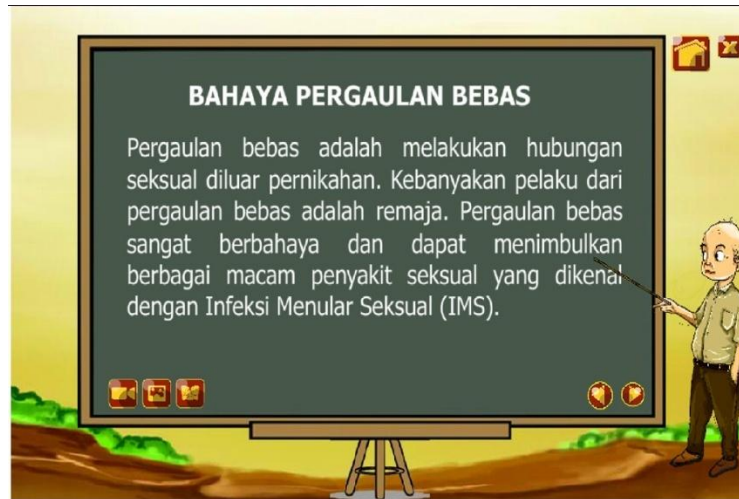 BAHAYA PERGAULAN BEBAS
Pergaulan bebas adalah melakukan hubungan
seksual diluar pernikahan. Kebanyakan pelaku dari
pergaulan bebas adalah remaja. Pergaulan bebas
sangat berbahaya dan dapat menimbulkan
berbagai macam penyakit seksual yang dikenal
dengan Infeksi Menular Seksual (IMS).